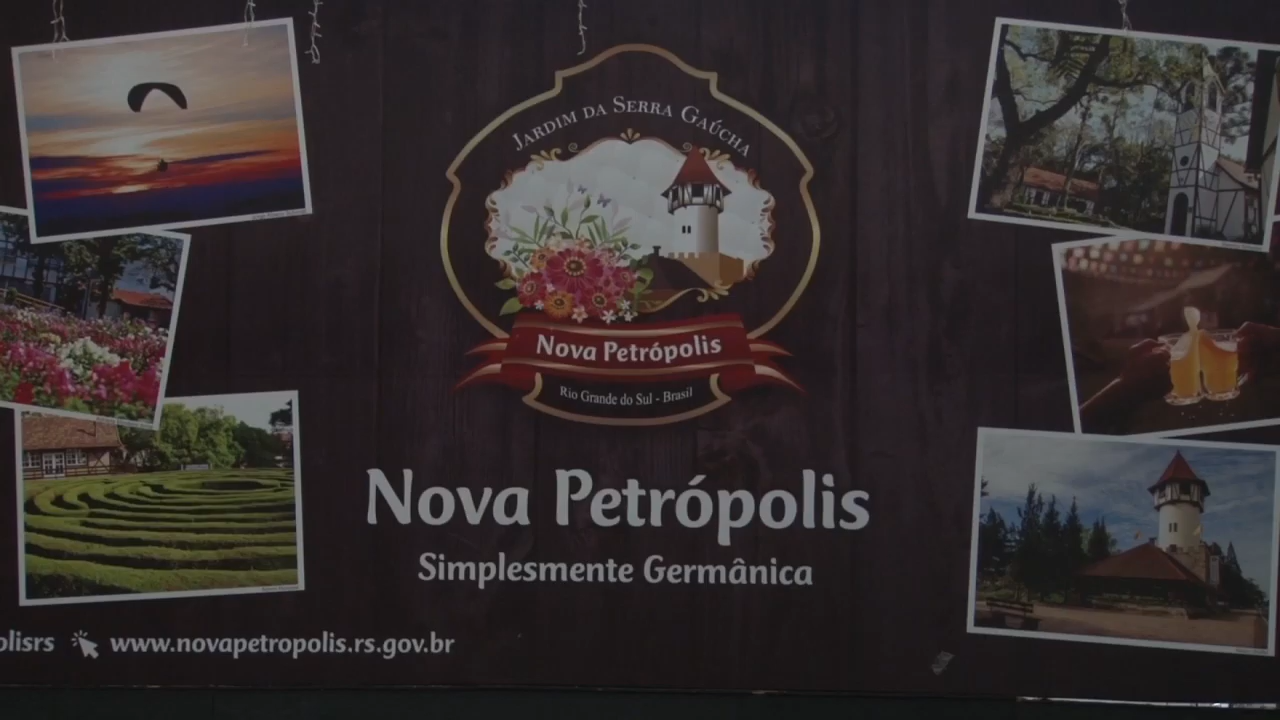 JARDIM DA SERRA GAÚCHA
Nova Petrópolis
Rio Grande do Sul - Brasil
Nova Petrópolis
Simplesmente Germânica
olisrs www.novapetropolis.rs.gov.br